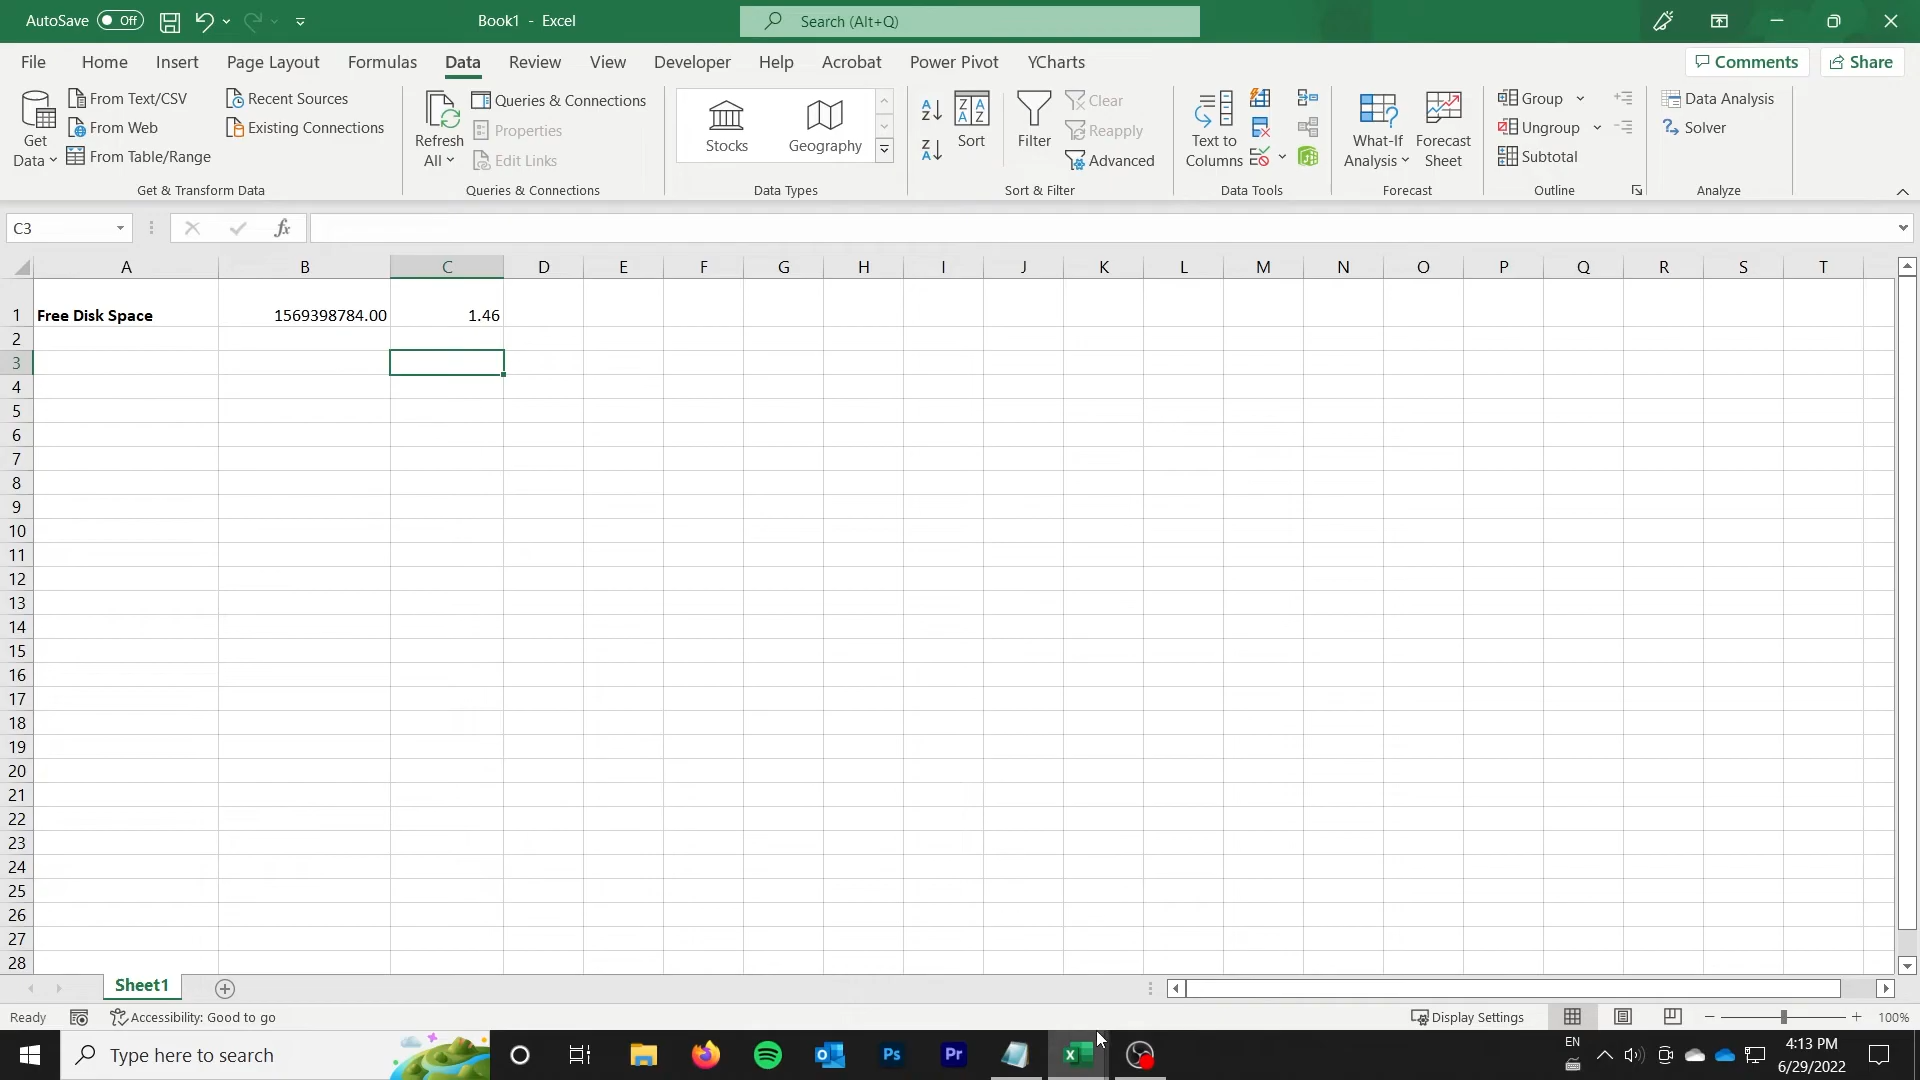 AutoSave Off Book1 - Excel Search (Alt+Q)
File Home Insert Page Layout Formulas Data Review View Developer Help Acrobat Power Pivot YCharts Comments Share
Get Data
From Text/CSV
From Web
From Table/Range
Recent Sources
Existing Connections
Get & Transform Data
Refresh All
Queries & Connections
Properties
Edit Links
Queries & Connections
Stocks
Geography
Data Types
Sort
Filter
Clear
Reapply
Advanced
Sort & Filter
Text to Columns
Data Tools
What-If Analysis
Forecast Sheet
Forecast
Group
Ungroup
Subtotal
Outline
Data Analysis
Solver
Analyze
C3 fx
A B C D E F G H I J K L M N O P Q R S T
1 Free Disk Space 1569398784.00 1.46
2
3
4
5
6
7
8
9
10
11
12
13
14
15
16
17
18
19
20
21
22
23
24
25
26
27
28
Sheet1
Ready Accessibility: Good to go Display Settings 100%
Type here to search Ps Pr EN 4:13 PM
6/29/2022